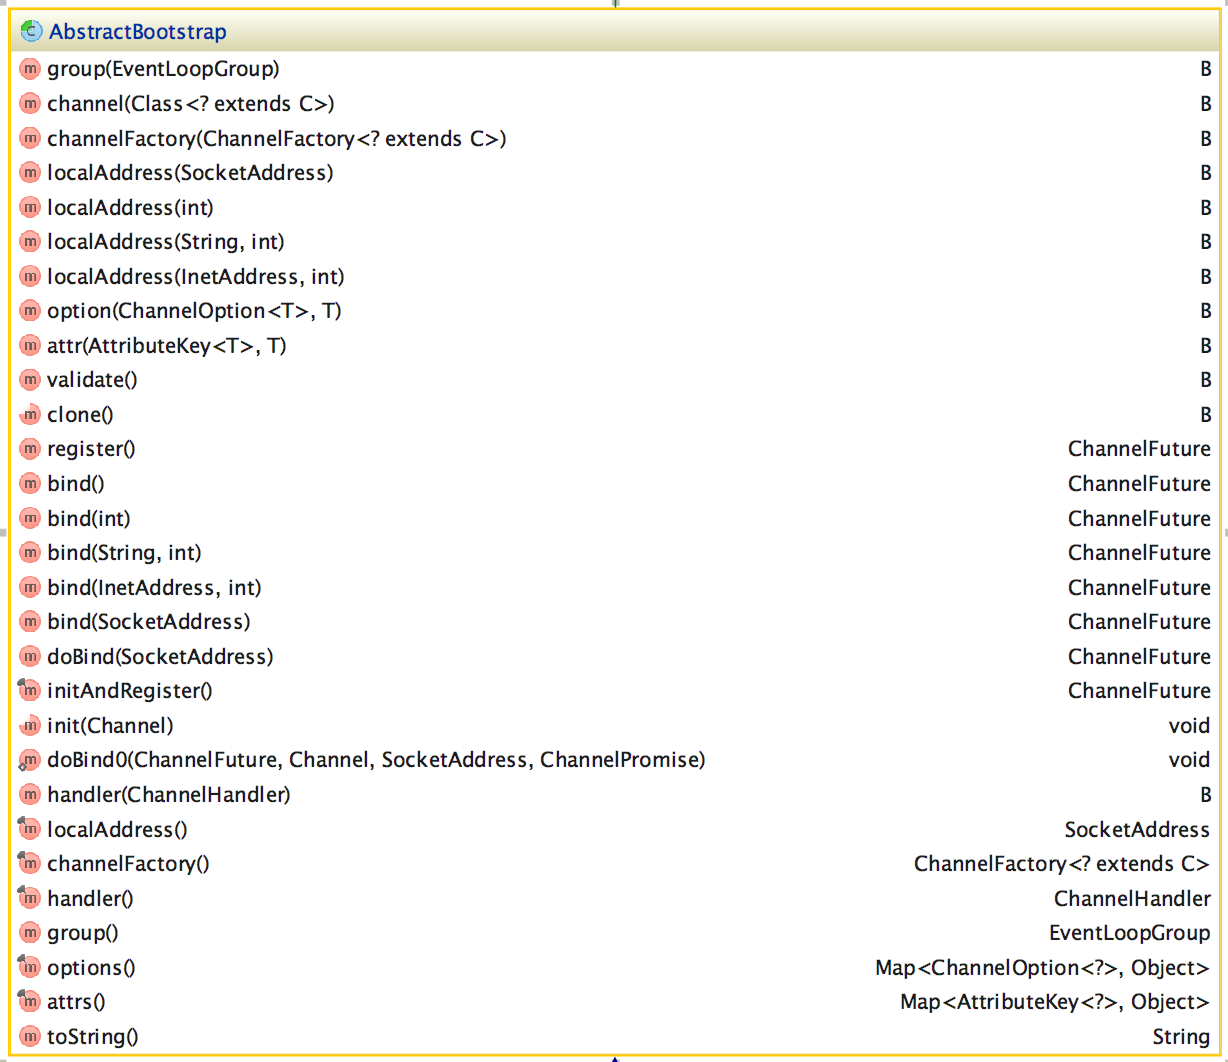 AbstractBootstrap
group(EventLoopGroup) B
channel(Class<? extends C>) B
channelFactory(ChannelFactory<? extends C>) B
localAddress(SocketAddress) B
localAddress(int) B
localAddress(String, int) B
localAddress(InetAddress, int) B
option(ChannelOption<T>, T) B
attr(AttributeKey<T>, T) B
validate() B
clone() B
register() ChannelFuture
bind() ChannelFuture
bind(int) ChannelFuture
bind(String, int) ChannelFuture
bind(InetAddress, int) ChannelFuture
bind(SocketAddress) ChannelFuture
doBind(SocketAddress) ChannelFuture
initAndRegister() ChannelFuture
init(Channel) void
doBind0(ChannelFuture, Channel, SocketAddress, ChannelPromise) void
handler(ChannelHandler) B
localAddress() SocketAddress
channelFactory() ChannelFactory<? extends C>
handler() ChannelHandler
group() EventLoopGroup
options() Map<ChannelOption<?>, Object>
attrs() Map<AttributeKey<?>, Object>
toString() String